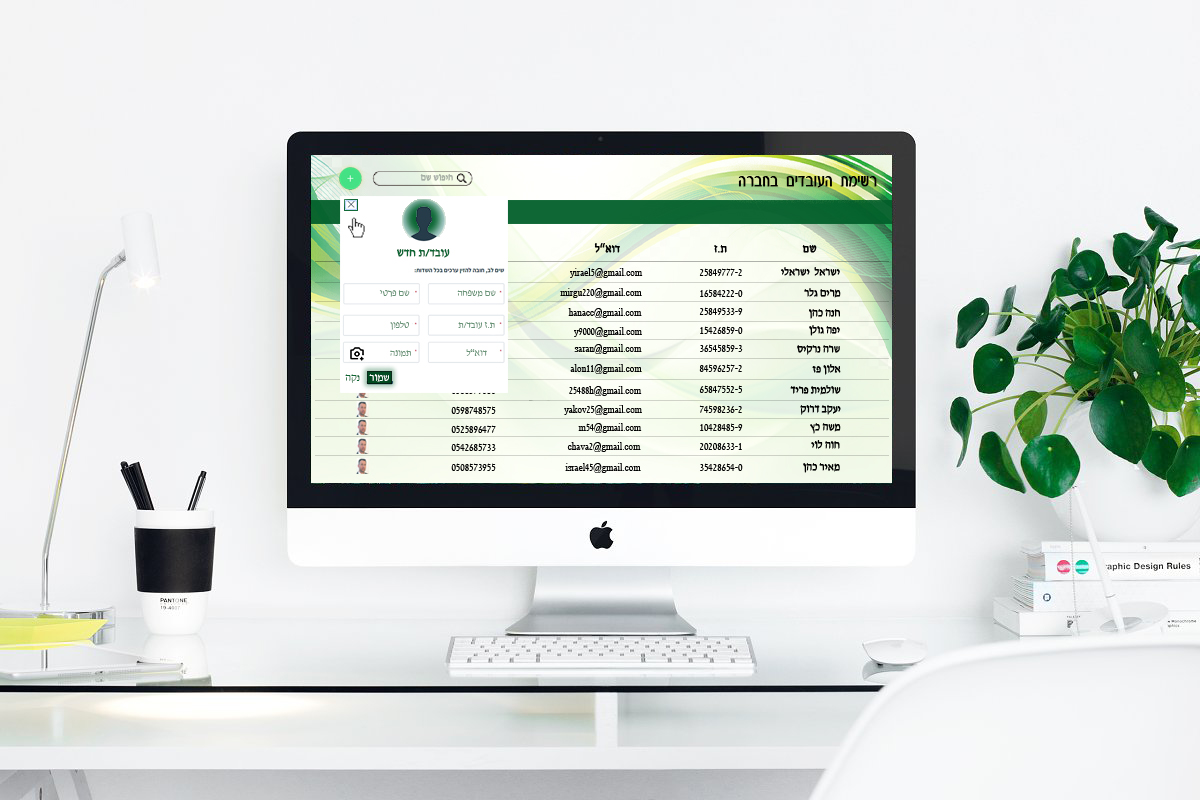 רשימת העובדים בחברה
חיפוש שם
+
עובד/ת חדש
שים לב, חובה להזין ערכים בכל השדות:
* שם משפחה * שם פרטי
* ת.ז עובד/ת * טלפון
* דוא"ל * תמונה
שמור נקה
שם ת.ז דוא"ל
ישראל ישראלי 25849777-2 yirael5@gmail.com
מרים גלר 16584222-0 mirgu220@gmail.com
חנה כהן 25849533-9 hanacc@gmail.com
יפה גולן 15426859-0 y9000@gmail.com
שרה נרקיס 36545859-3 saran@gmail.com
אלון פז 84596257-2 alon11@gmail.com
שולמית פריד 65847552-5 25488h@gmail.com
יעקב דרוק 74598236-2 yakov25@gmail.com 0598748575
משה כץ 10428485-9 m54@gmail.com 0525896477
חוה לוי 20208633-1 chava2@gmail.com 0542685733
מאיר כהן 35428654-0 israel45@gmail.com 0508573955
PANTONE
19-4007
raphic Design Rules